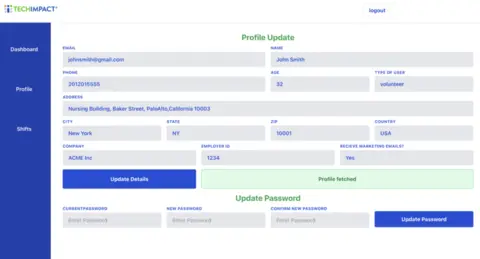 TECHIMPACT
logout
Dashboard
Profile
Shifts
Profile Update
EMAIL NAME
johnsmith@gmail.com John Smith
PHONE AGE TYPE OF USER
2012015555 32 volunteer
ADDRESS
Nursing Building, Baker Street, PaloAlto,California 10003
CITY STATE ZIP COUNTRY
New York NY 10001 USA
COMPANY EMPLOYER ID RECIEVE MARKETING EMAILS?
ACME Inc 1234 Yes
Update Details Profile fetched
Update Password
CURRENTPASSWORD NEW PASSWORD CONFIRM NEW PASSWORD
Enter Password Enter Password Enter Password Update Password